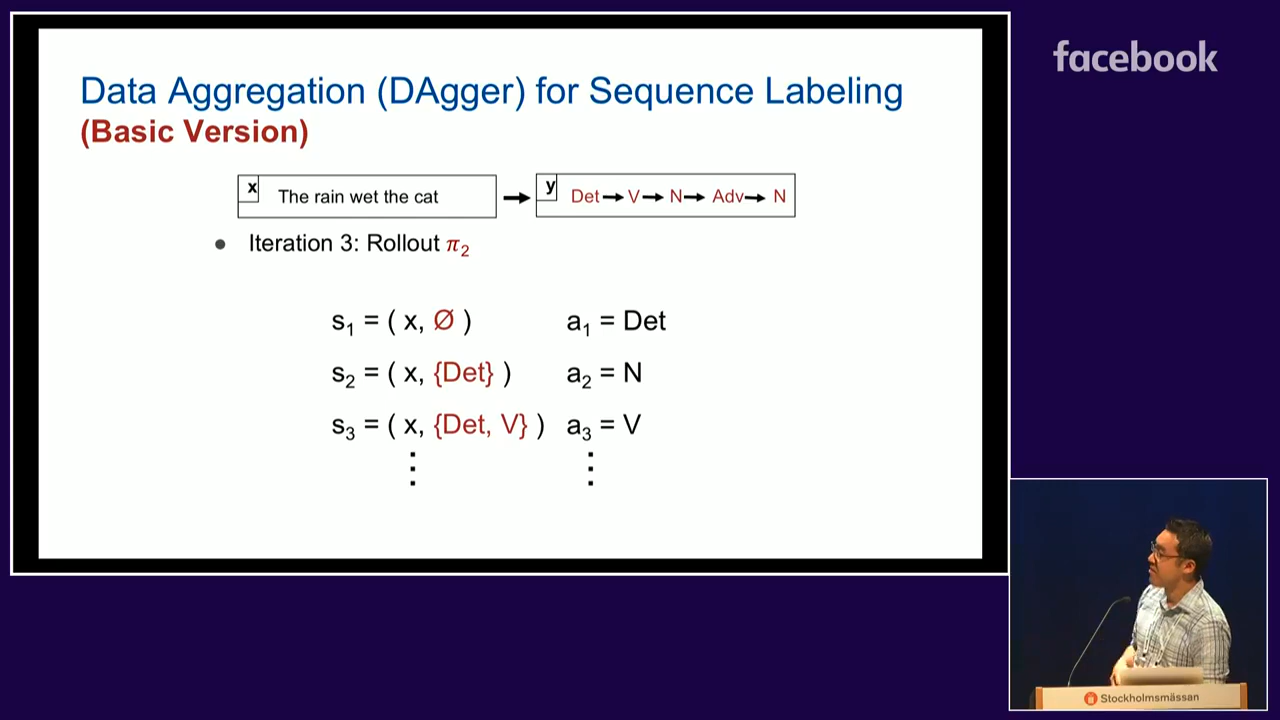 Data Aggregation (DAgger) for Sequence Labeling
(Basic Version)
x The rain wet the cat → y Det→V→N→Adv→N
● Iteration 3: Rollout π₂
s₁ = ( x, Ø ) a₁ = Det
s₂ = ( x, {Det} ) a₂ = N
s₃ = ( x, {Det, V} ) a₃ = V
⋮ ⋮
facebook
Stockholmsmässan